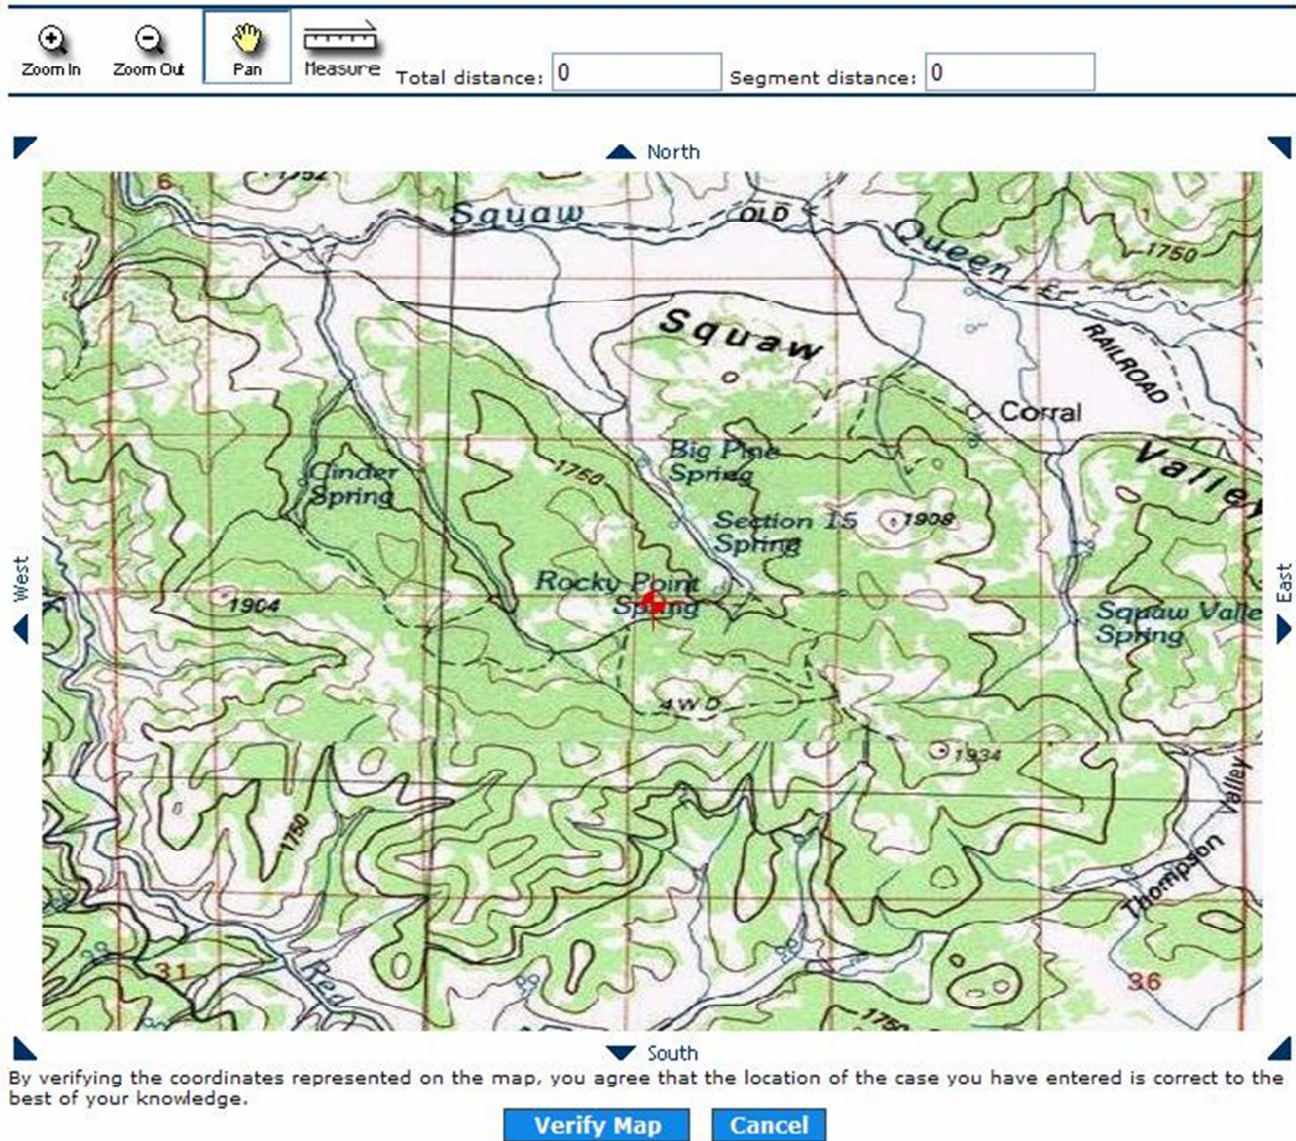 Zoom In
Zoom Out
Pan
Measure
Total distance: 0
Segment distance: 0
North
6
1752
Squaw
OLD
Queen
1
1750
Squaw
RAILROAD
Corral
Valley
Big Pine
Spring
1750
Cinder
Spring
Section 15
Spring
1908
West
East
Rocky Point
Spring
1904
Squaw Valle
Spring
4WD
1934
1750
Valley
Thompson
31
Red
36
1750
South
By verifying the coordinates represented on the map, you agree that the location of the case you have entered is correct to the
best of your knowledge.
Verify Map
Cancel